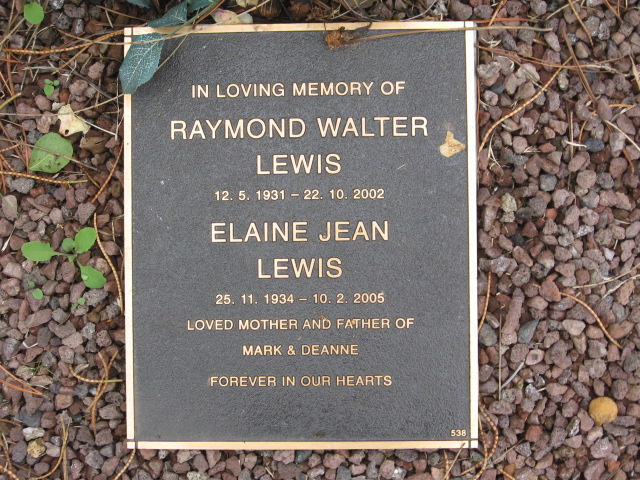 IN LOVING MEMORY OF
RAYMOND WALTER
LEWIS
12. 5. 1931 – 22. 10. 2002
ELAINE JEAN
LEWIS
25. 11. 1934 – 10. 2. 2005
LOVED MOTHER AND FATHER OF
MARK & DEANNE
FOREVER IN OUR HEARTS
538